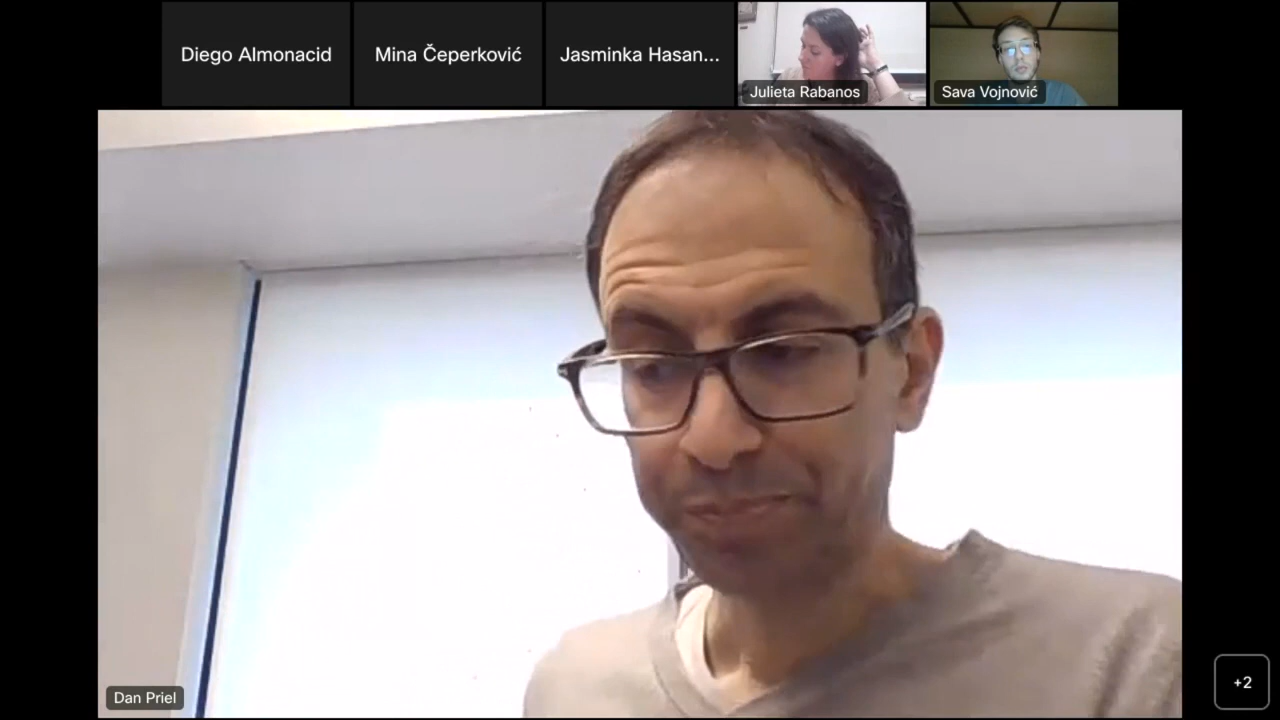 Diego Almonacid
Mina Čeperković
Jasminka Hasan...
Julieta Rabanos
Sava Vojnović
Dan Priel
+2